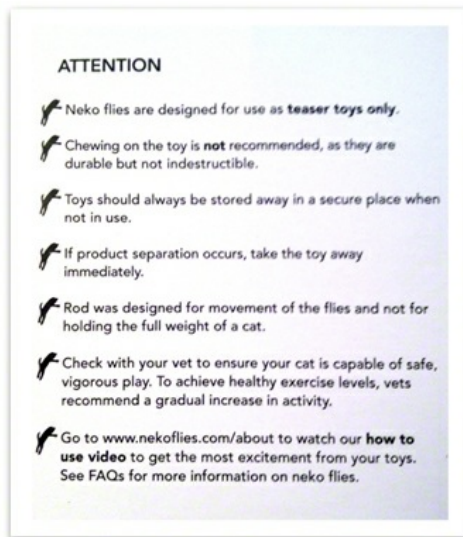 ATTENTION
Neko flies are designed for use as teaser toys only.
Chewing on the toy is not recommended, as they are
durable but not indestructible.
Toys should always be stored away in a secure place when
not in use.
If product separation occurs, take the toy away
immediately.
Rod was designed for movement of the flies and not for
holding the full weight of a cat.
Check with your vet to ensure your cat is capable of safe,
vigorous play. To achieve healthy exercise levels, vets
recommend a gradual increase in activity.
Go to www.nekoflies.com/about to watch our how to
use video to get the most excitement from your toys.
See FAQs for more information on neko flies.